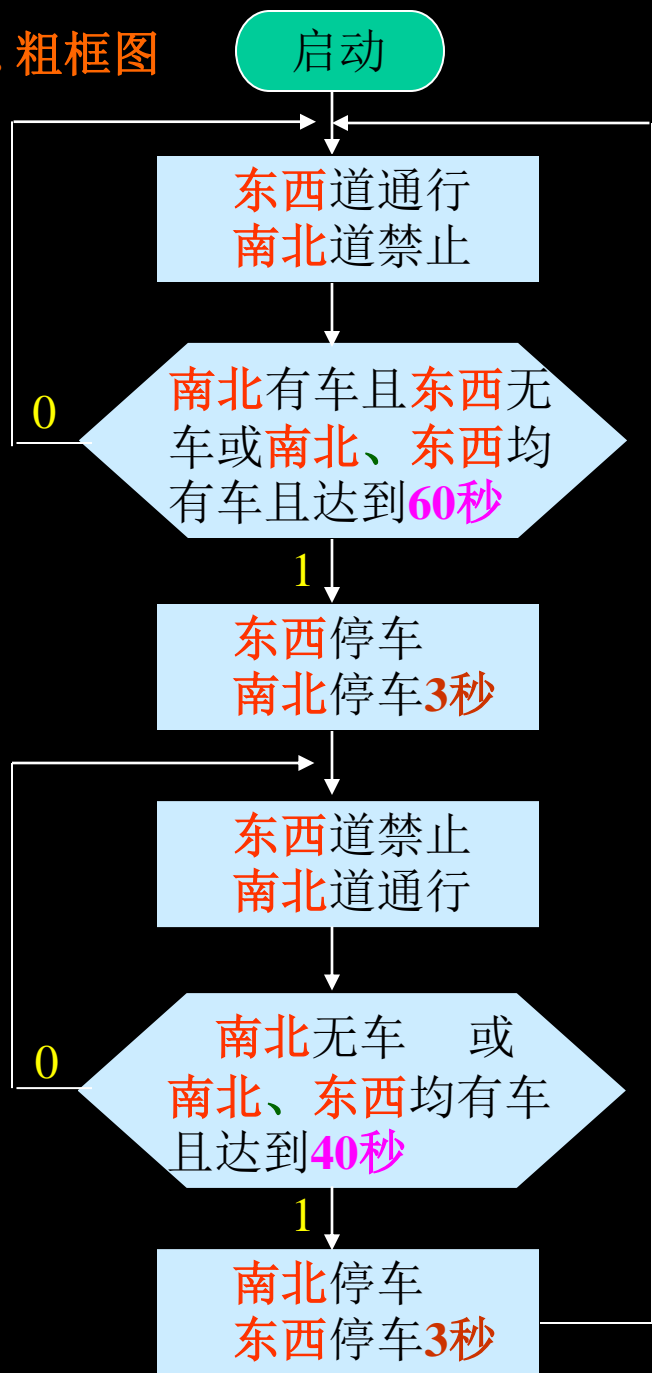 粗框图
启动
东西道通行
南北道禁止
南北有车且东西无
车或南北、东西均
有车且达到60秒
0
1
东西停车
南北停车3秒
东西道禁止
南北道通行
南北无车 或
南北、东西均有车
且达到40秒
0
1
南北停车
东西停车3秒